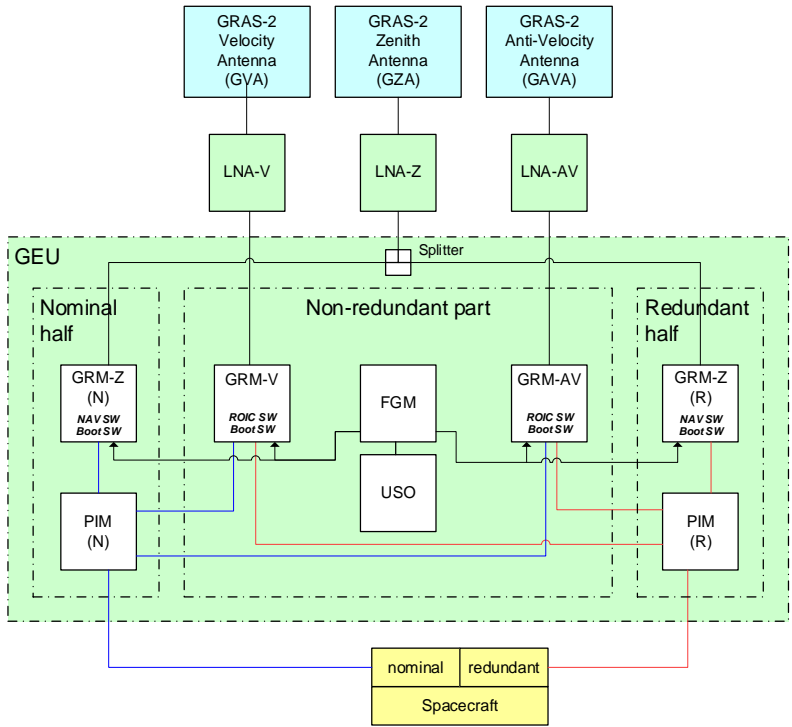 GRAS-2
Velocity
Antenna
(GVA)
GRAS-2
Zenith
Antenna
(GZA)
GRAS-2
Anti-Velocity
Antenna
(GAVA)
LNA-V
LNA-Z
LNA-AV
GEU
Splitter
Nominal
half
Non-redundant part
Redundant
half
GRM-Z
(N)
NAV SW
Boot SW
GRM-V
ROIC SW
Boot SW
FGM
GRM-AV
ROIC SW
Boot SW
GRM-Z
(R)
NAV SW
Boot SW
USO
PIM
(N)
PIM
(R)
nominal
redundant
Spacecraft